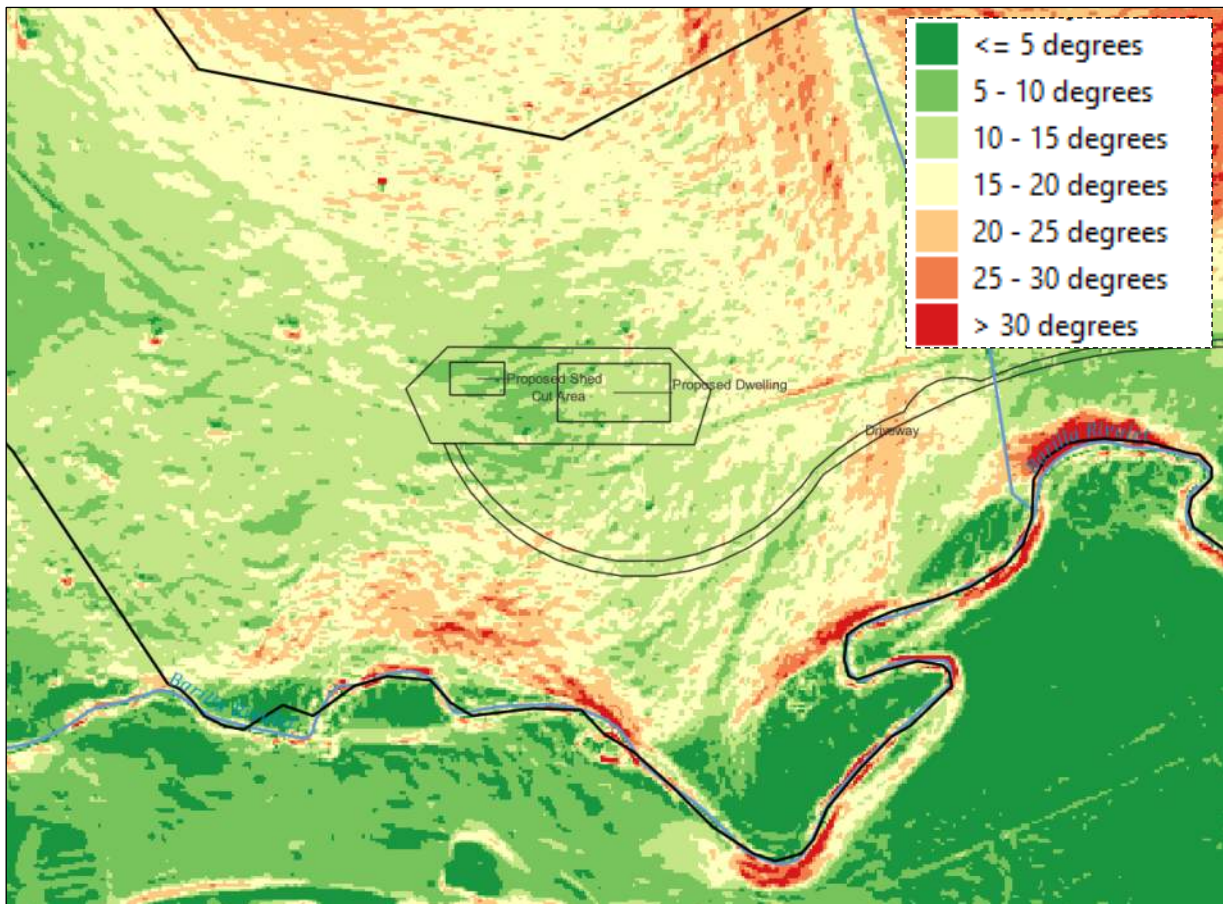 <= 5 degrees
5 - 10 degrees
10 - 15 degrees
15 - 20 degrees
20 - 25 degrees
25 - 30 degrees
> 30 degrees
Proposed Shed
Cut Area
Proposed Dwelling
Driveway